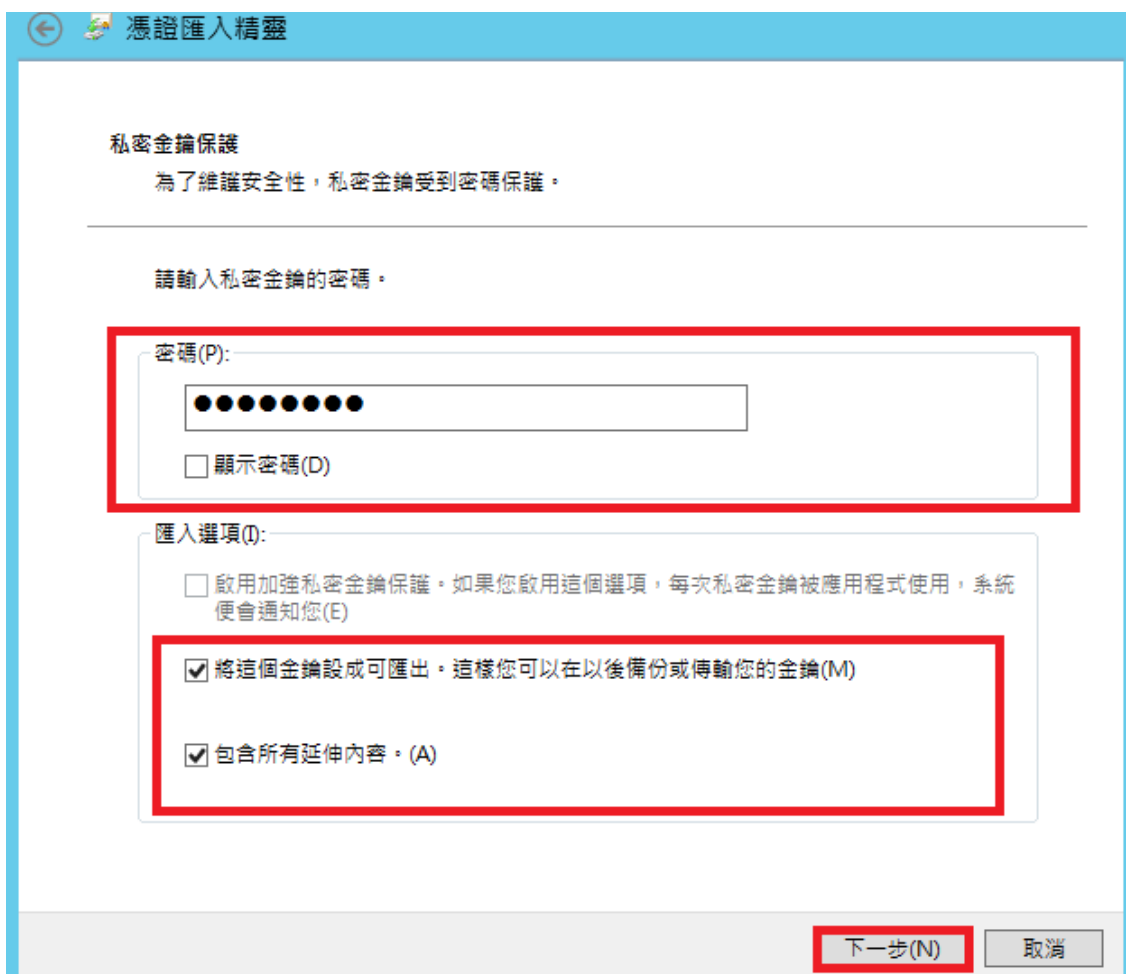 憑證匯入精靈
私密金鑰保護
為了維護安全性，私密金鑰受到密碼保護。
請輸入私密金鑰的密碼。
密碼(P):
●●●●●●●●
顯示密碼(D)
匯入選項(I):
啟用加強私密金鑰保護。如果您啟用這個選項，每次私密金鑰被應用程式使用，系統
便會通知您(E)
將這個金鑰設成可匯出。這樣您可以在以後備份或傳輸您的金鑰(M)
包含所有延伸內容。(A)
下一步(N)
取消